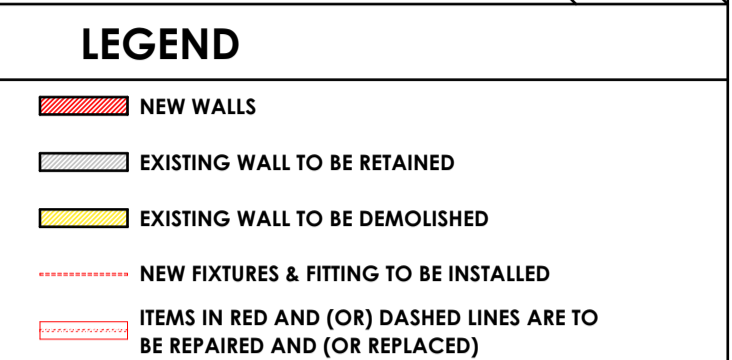 LEGEND
NEW WALLS
EXISTING WALL TO BE RETAINED
EXISTING WALL TO BE DEMOLISHED
NEW FIXTURES & FITTING TO BE INSTALLED
ITEMS IN RED AND (OR) DASHED LINES ARE TO
BE REPAIRED AND (OR REPLACED)